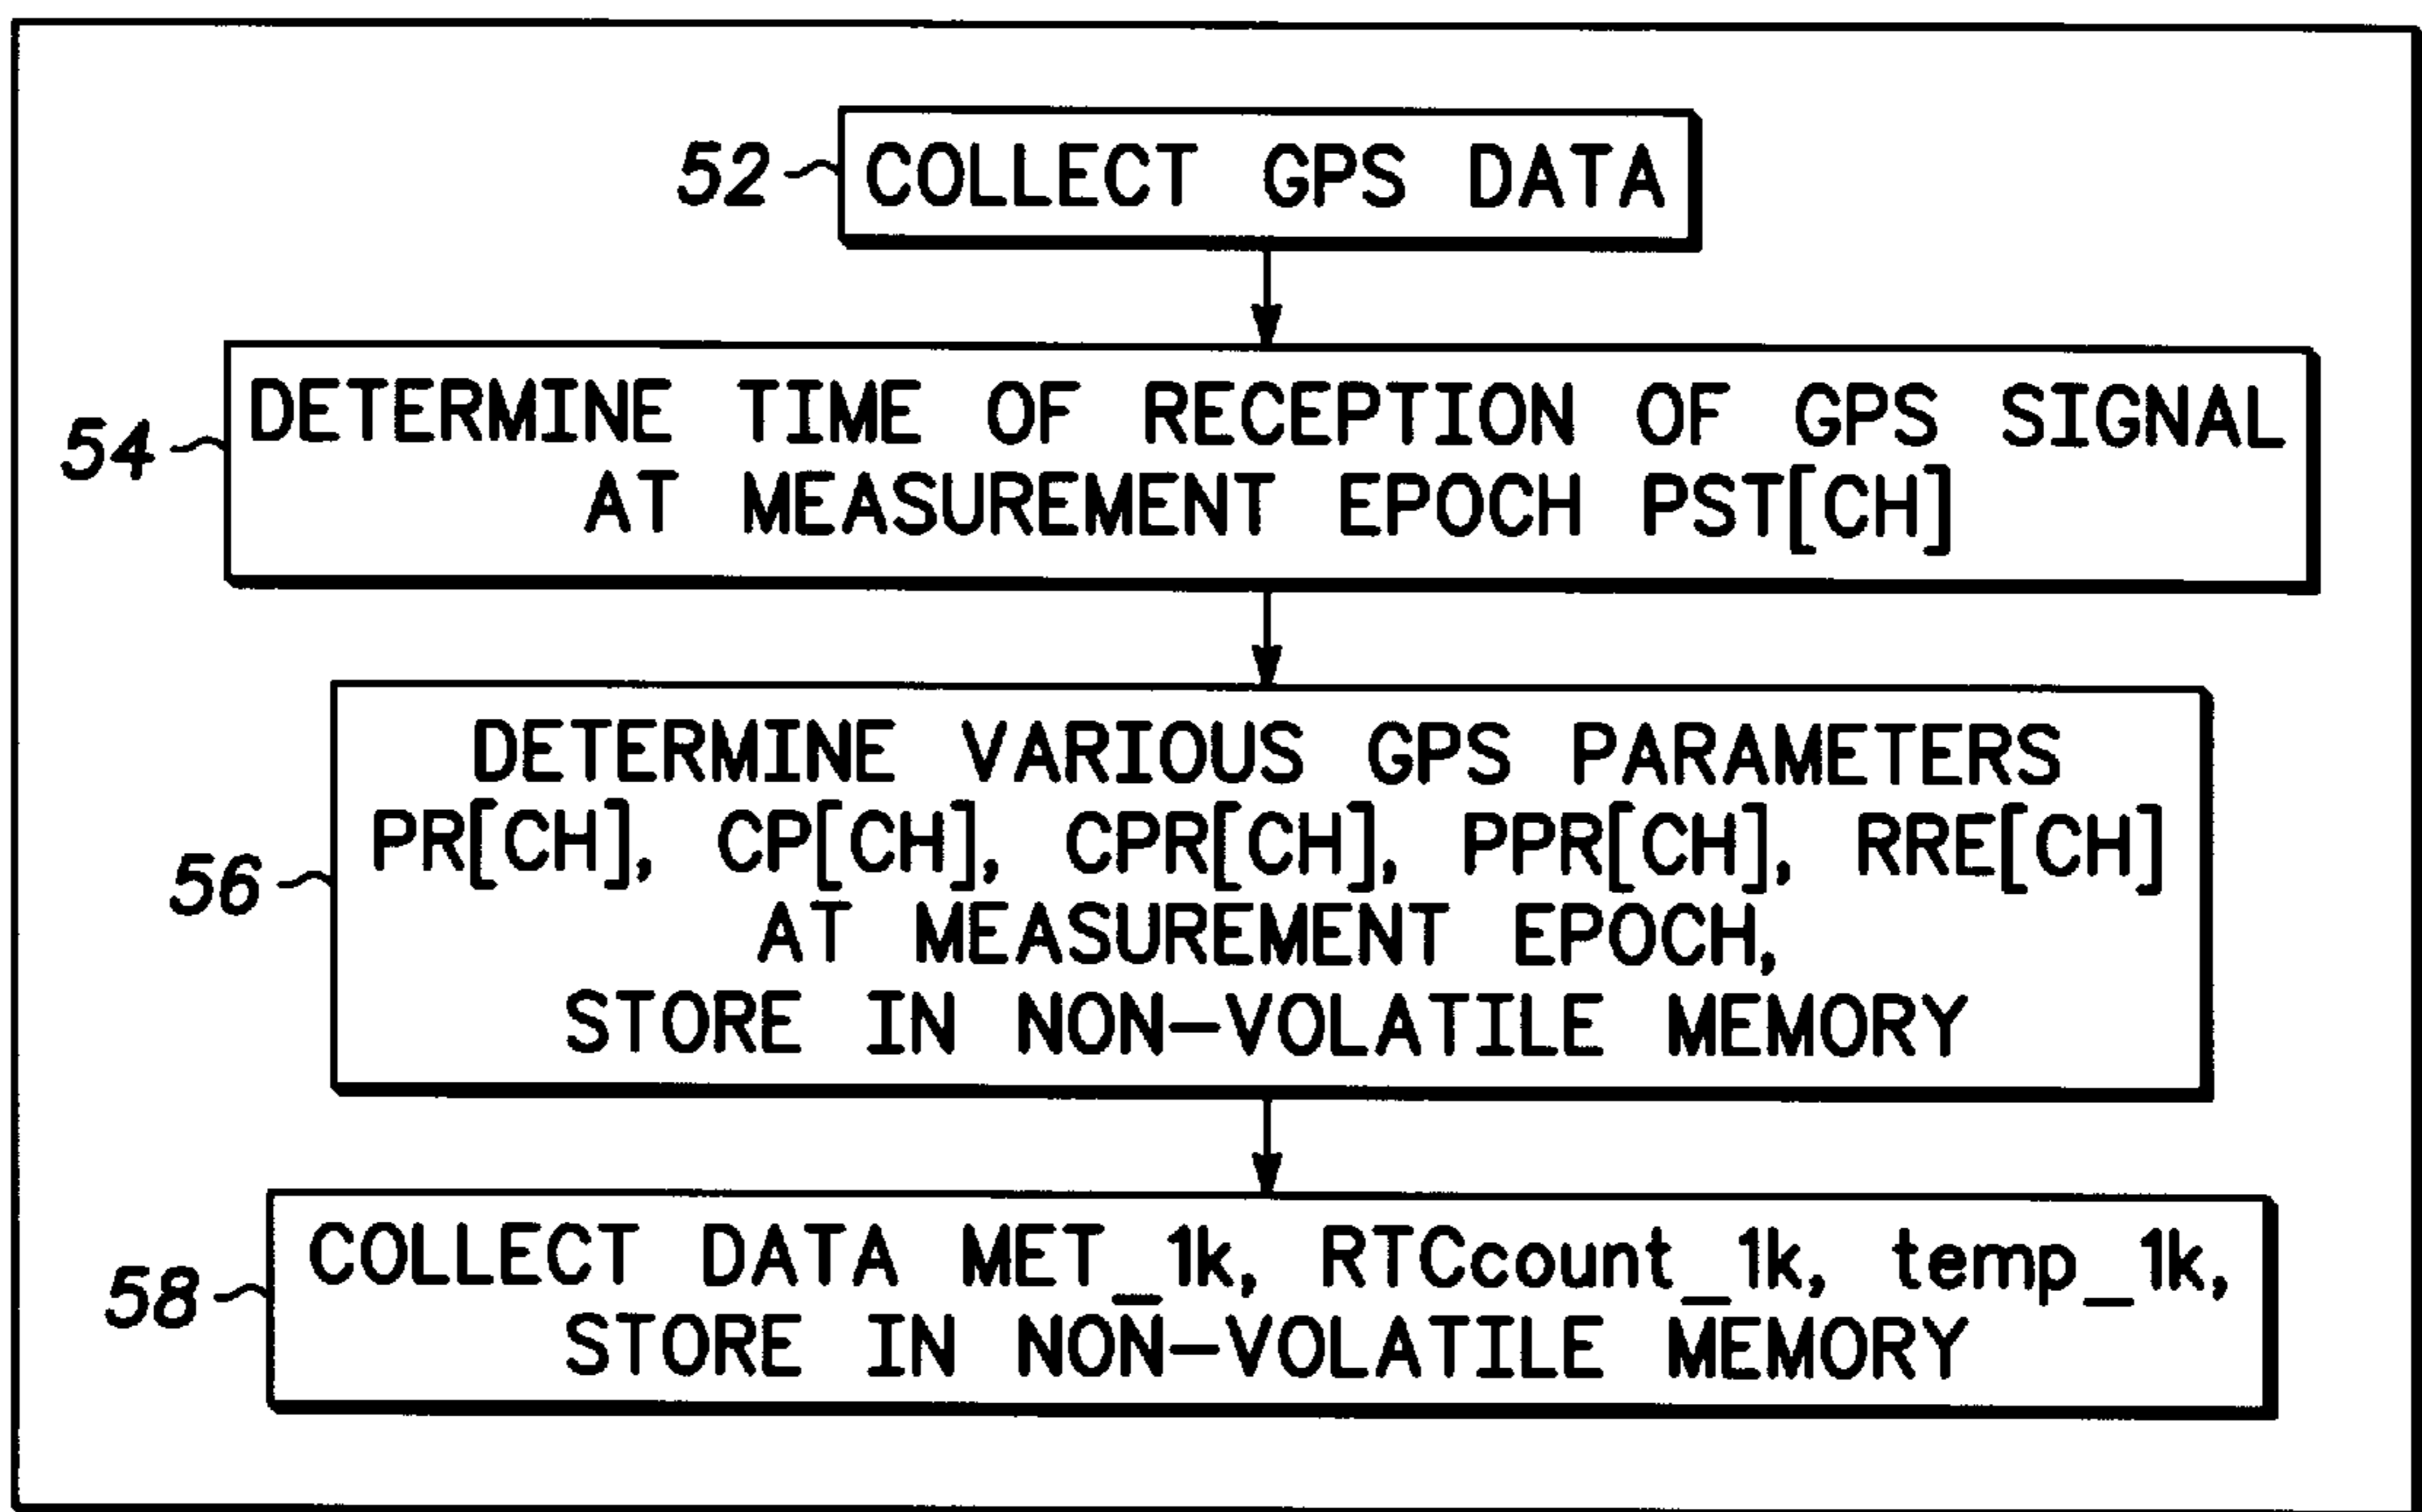 52 COLLECT GPS DATA
DETERMINE TIME OF RECEPTION OF GPS SIGNAL
54
AT MEASUREMENT EPOCH PST[CH]
DETERMINE VARIOUS GPS PARAMETERS
PR[CH], CP[CH], CPR[CH], PPR[CH], RRE[CH]
56
AT MEASUREMENT EPOCH,
STORE IN NON-VOLATILE MEMORY
COLLECT DATA MET_1k, RTCcount_1k, temp_1k,
58
STORE IN NON-VOLATILE MEMORY